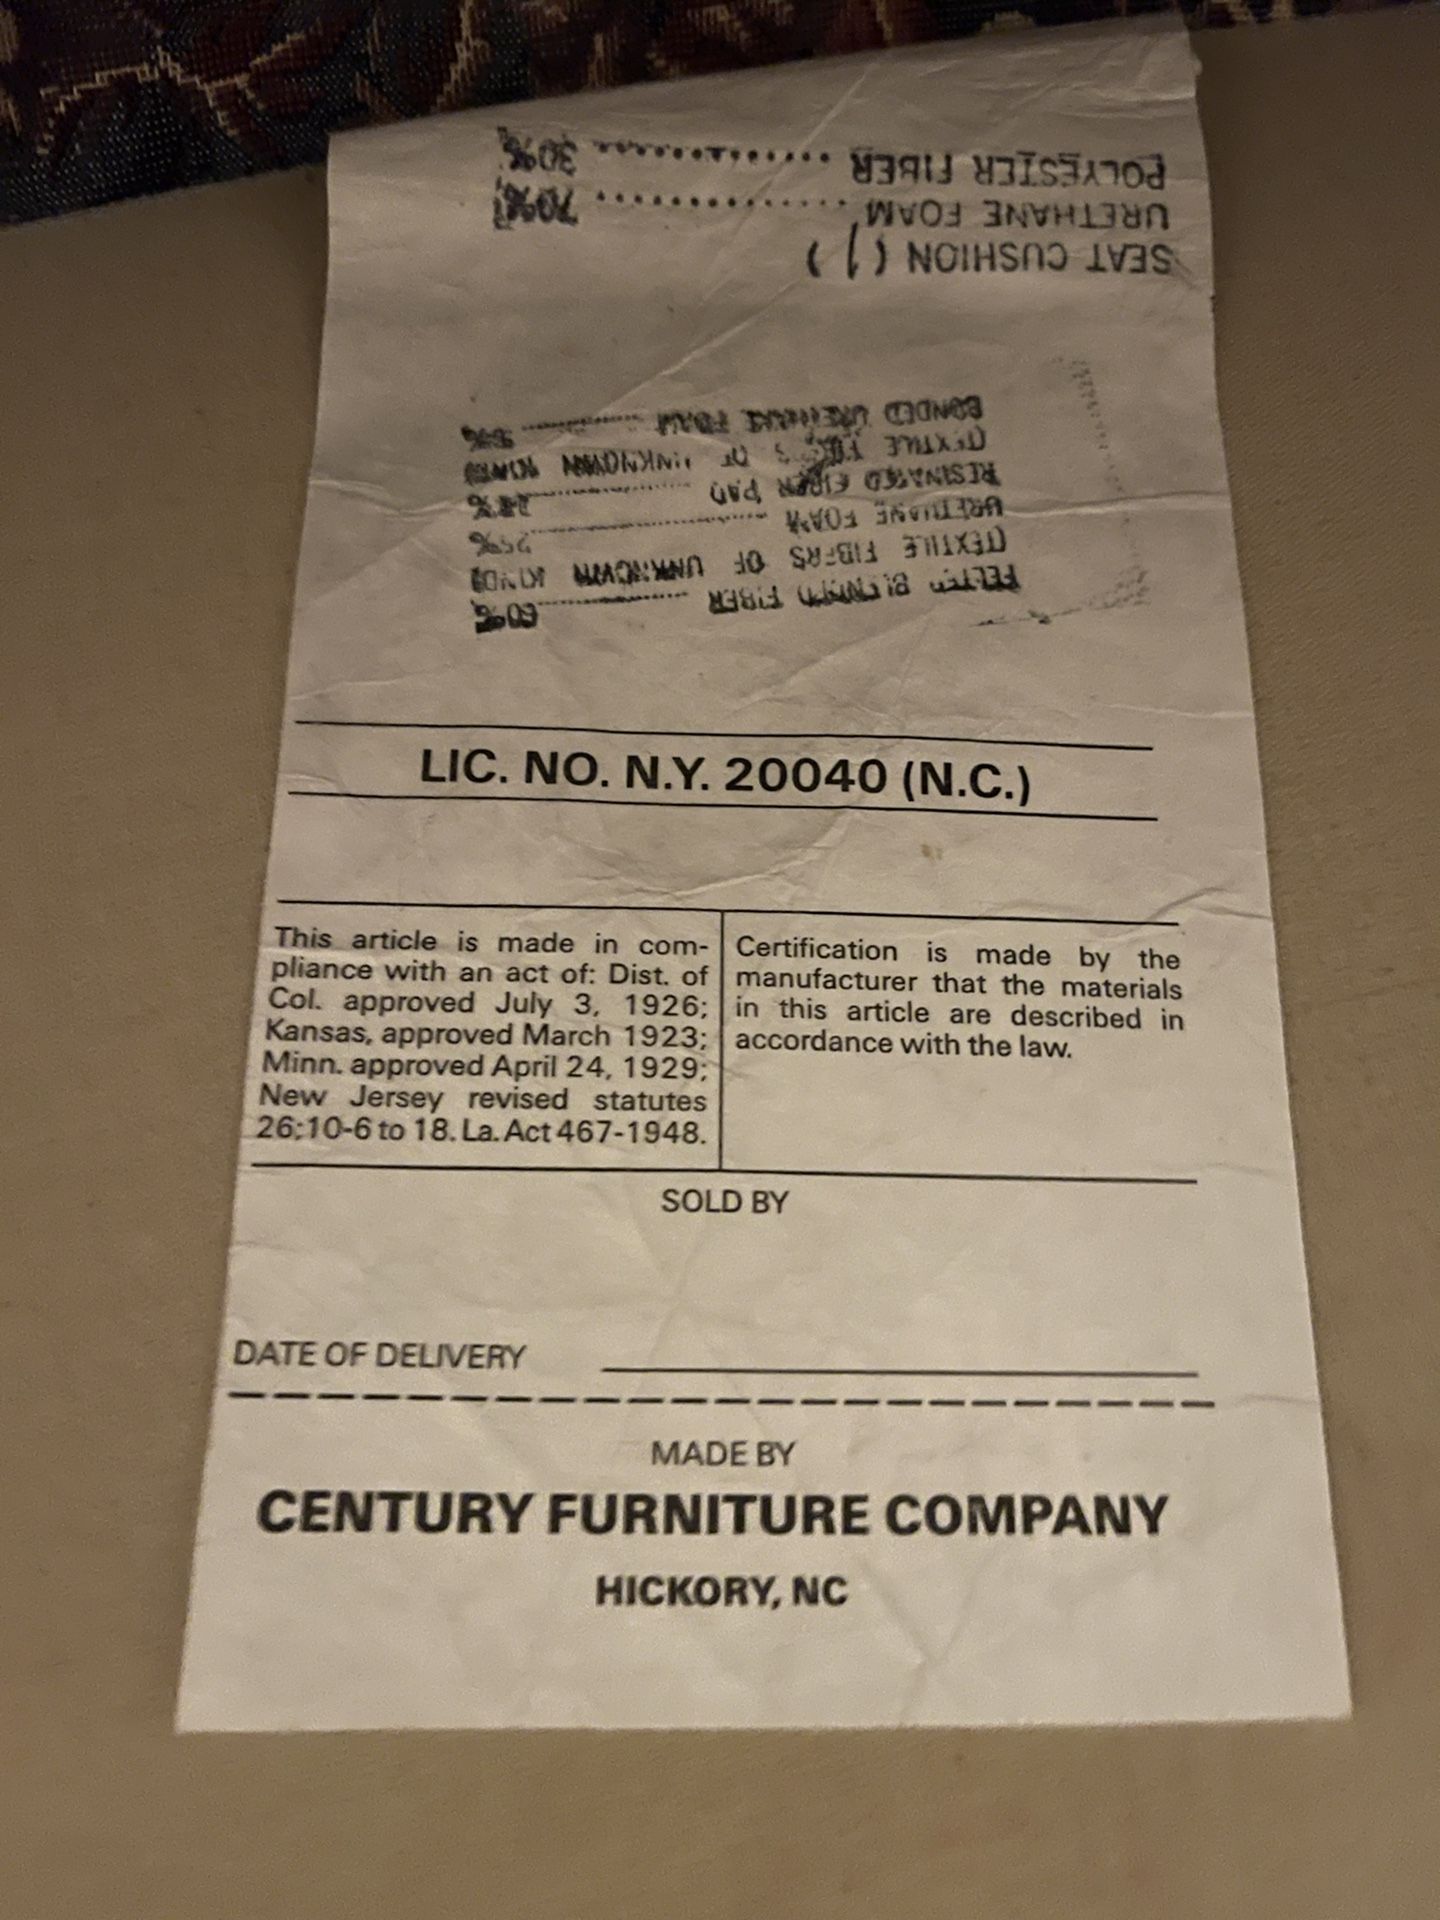 SEAT CUSHION (1)
URETHANE FOAM .............. 70%
POLYESTER FIBER .............. 30%
FELTED BLENDED FIBER .............. 60%
(TEXTILE FIBERS OF UNKNOWN KIND)
URETHANE FOAM .............. 25%
RESINATED FIBER PAD ..............
(TEXTILE FIBERS OF UNKNOWN KIND)
BONDED URETHANE FOAM ..............
LIC. NO. N.Y. 20040 (N.C.)
This article is made in com-
pliance with an act of: Dist. of
Col. approved July 3, 1926;
Kansas, approved March 1923;
Minn. approved April 24, 1929;
New Jersey revised statutes
26:10-6 to 18. La. Act 467-1948.
Certification is made by the
manufacturer that the materials
in this article are described in
accordance with the law.
SOLD BY
DATE OF DELIVERY
MADE BY
CENTURY FURNITURE COMPANY
HICKORY, NC